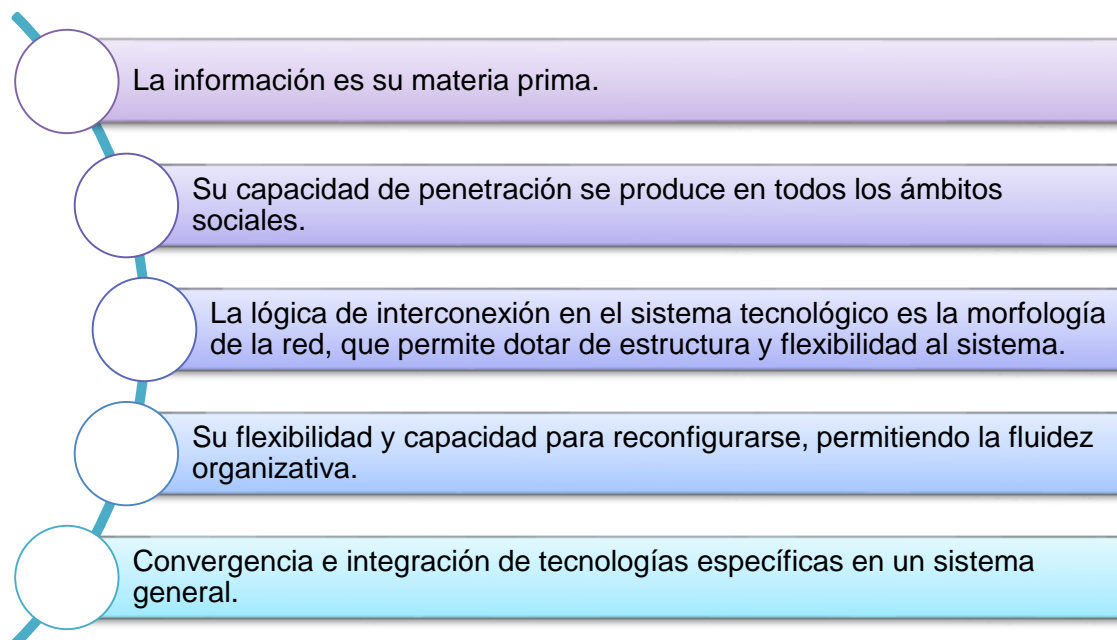 La información es su materia prima.
Su capacidad de penetración se produce en todos los ámbitos
sociales.
La lógica de interconexión en el sistema tecnológico es la morfología
de la red, que permite dotar de estructura y flexibilidad al sistema.
Su flexibilidad y capacidad para reconfigurarse, permitiendo la fluidez
organizativa.
Convergencia e integración de tecnologías específicas en un sistema
general.